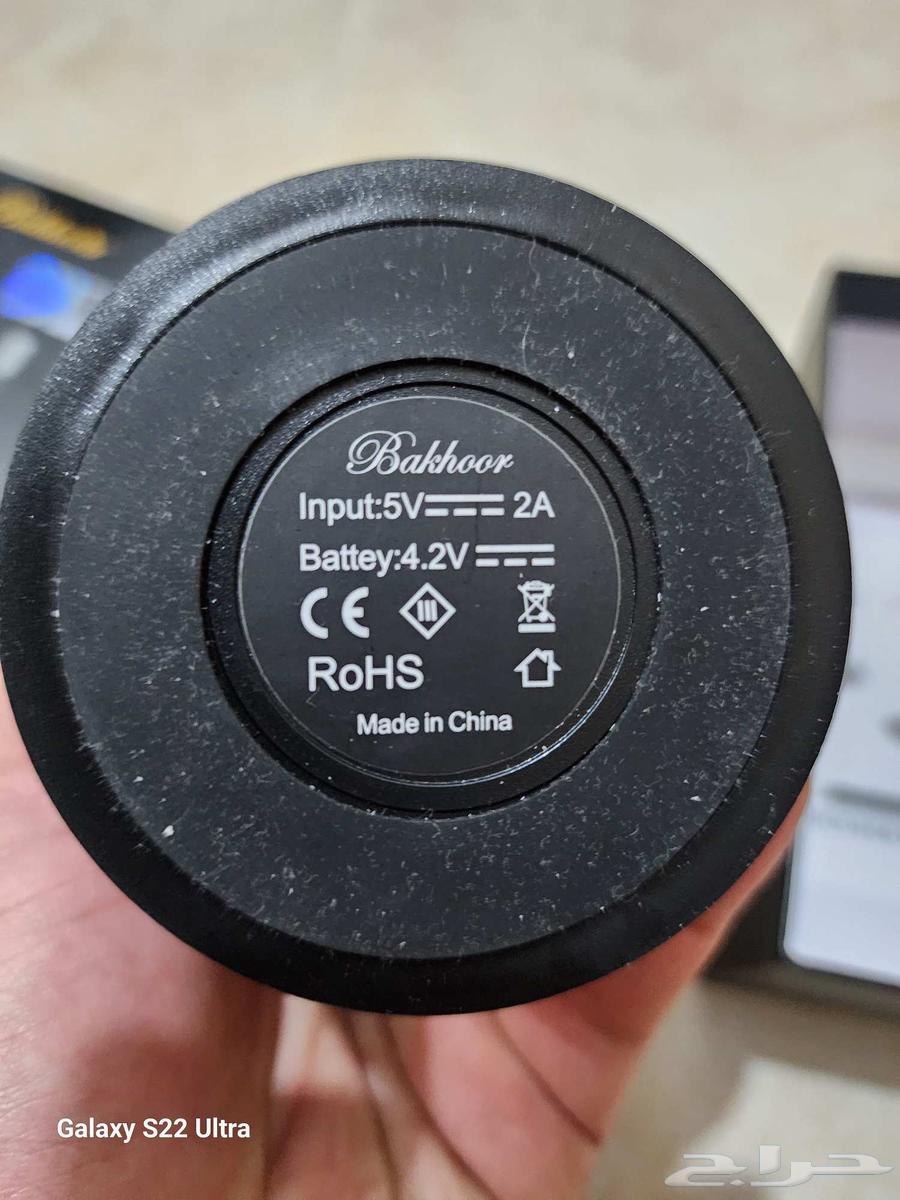 Bakhoor
Input:5V 2A
Battey:4.2V
CE
RoHS
Made in China
Galaxy S22 Ultra
حراج